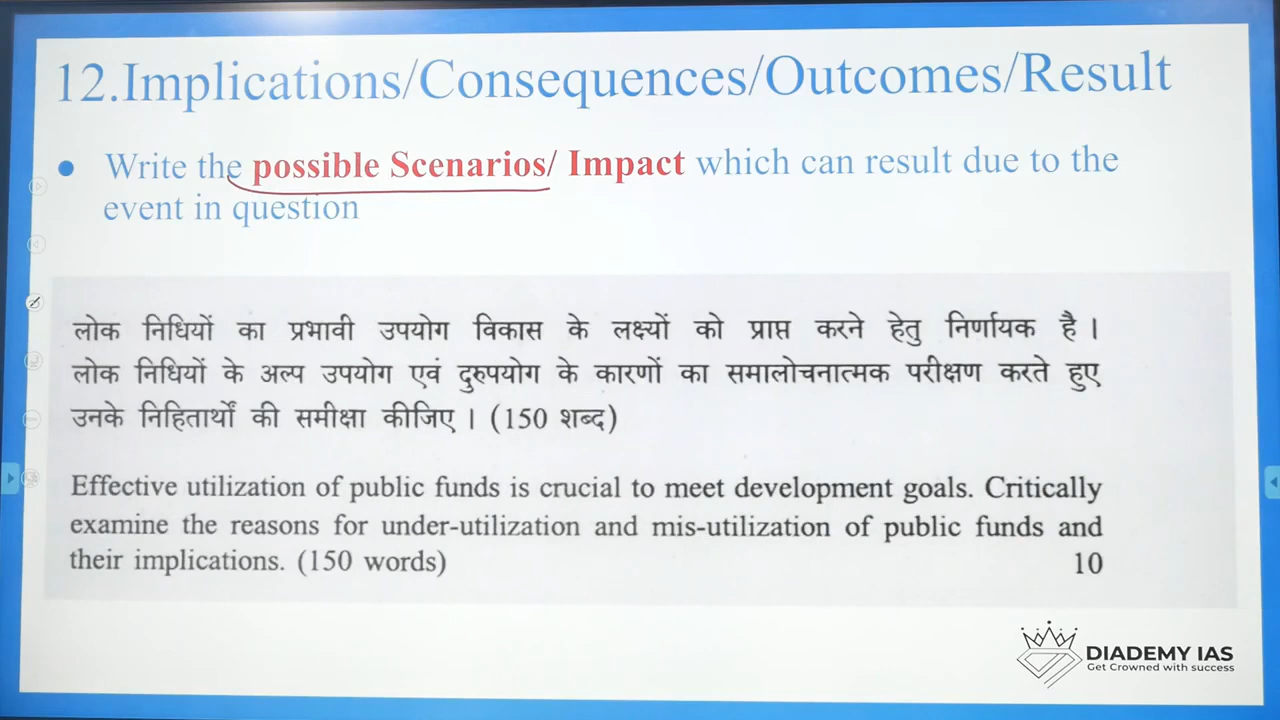 12.Implications/Consequences/Outcomes/Result
● Write the possible Scenarios/ Impact which can result due to the
event in question
लोक निधियों का प्रभावी उपयोग विकास के लक्ष्यों को प्राप्त करने हेतु निर्णायक है ।
लोक निधियों के अल्प उपयोग एवं दुरुपयोग के कारणों का समालोचनात्मक परीक्षण करते हुए
उनके निहितार्थों की समीक्षा कीजिए । (150 शब्द)
Effective utilization of public funds is crucial to meet development goals. Critically
examine the reasons for under-utilization and mis-utilization of public funds and
their implications. (150 words) 10
DIADEMY IAS
Get Crowned with success